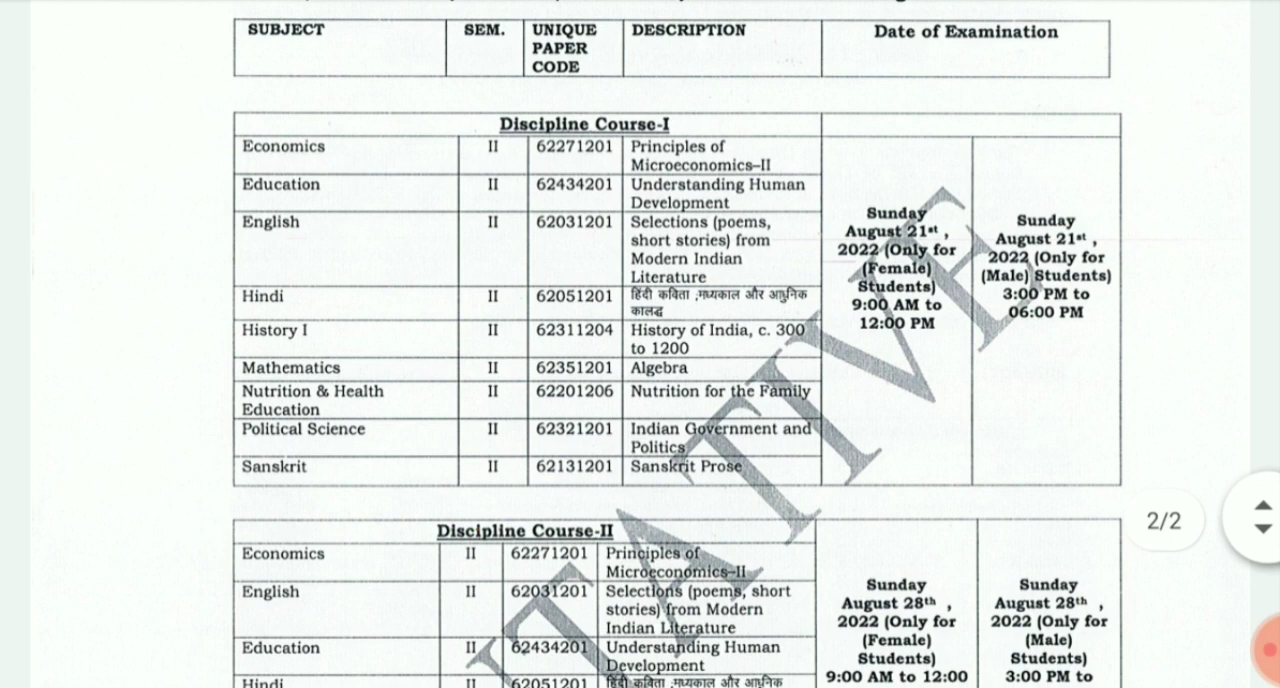 SUBJECT SEM. UNIQUE PAPER CODE DESCRIPTION Date of Examination
Discipline Course-I
Economics II 62271201 Principles of
Microeconomics–II
Education II 62434201 Understanding Human
Development
English II 62031201 Selections (poems,
short stories) from
Modern Indian
Literature
Hindi II 62051201 हिंदी कविता ;मध्यकाल और आधुनिक
कालद्ध
History I II 62311204 History of India, c. 300
to 1200
Mathematics II 62351201 Algebra
Nutrition & Health II 62201206 Nutrition for the Family
Education
Political Science II 62321201 Indian Government and
Politics
Sanskrit II 62131201 Sanskrit Prose
Sunday
August 21st ,
2022 (Only for
(Female)
Students)
9:00 AM to
12:00 PM
Sunday
August 21st ,
2022 (Only for
(Male) Students)
3:00 PM to
06:00 PM
2/2
Discipline Course-II
Economics II 62271201 Principles of
Microeconomics–II
English II 62031201 Selections (poems, short
stories) from Modern
Indian Literature
Education II 62434201 Understanding Human
Development
Hindi II 62051201 हिंदी कविता ;मध्यकाल और आधुनिक
Sunday
August 28th ,
2022 (Only for
(Female)
Students)
9:00 AM to 12:00
Sunday
August 28th ,
2022 (Only for
(Male)
Students)
3:00 PM to
TATIVE